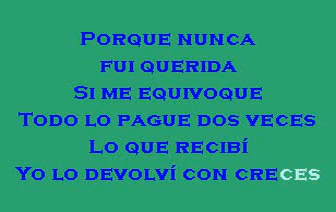 Porque nunca
fui querida
Si me equivoque
Todo lo pague dos veces
Lo que recibí
Yo lo devolví con creces